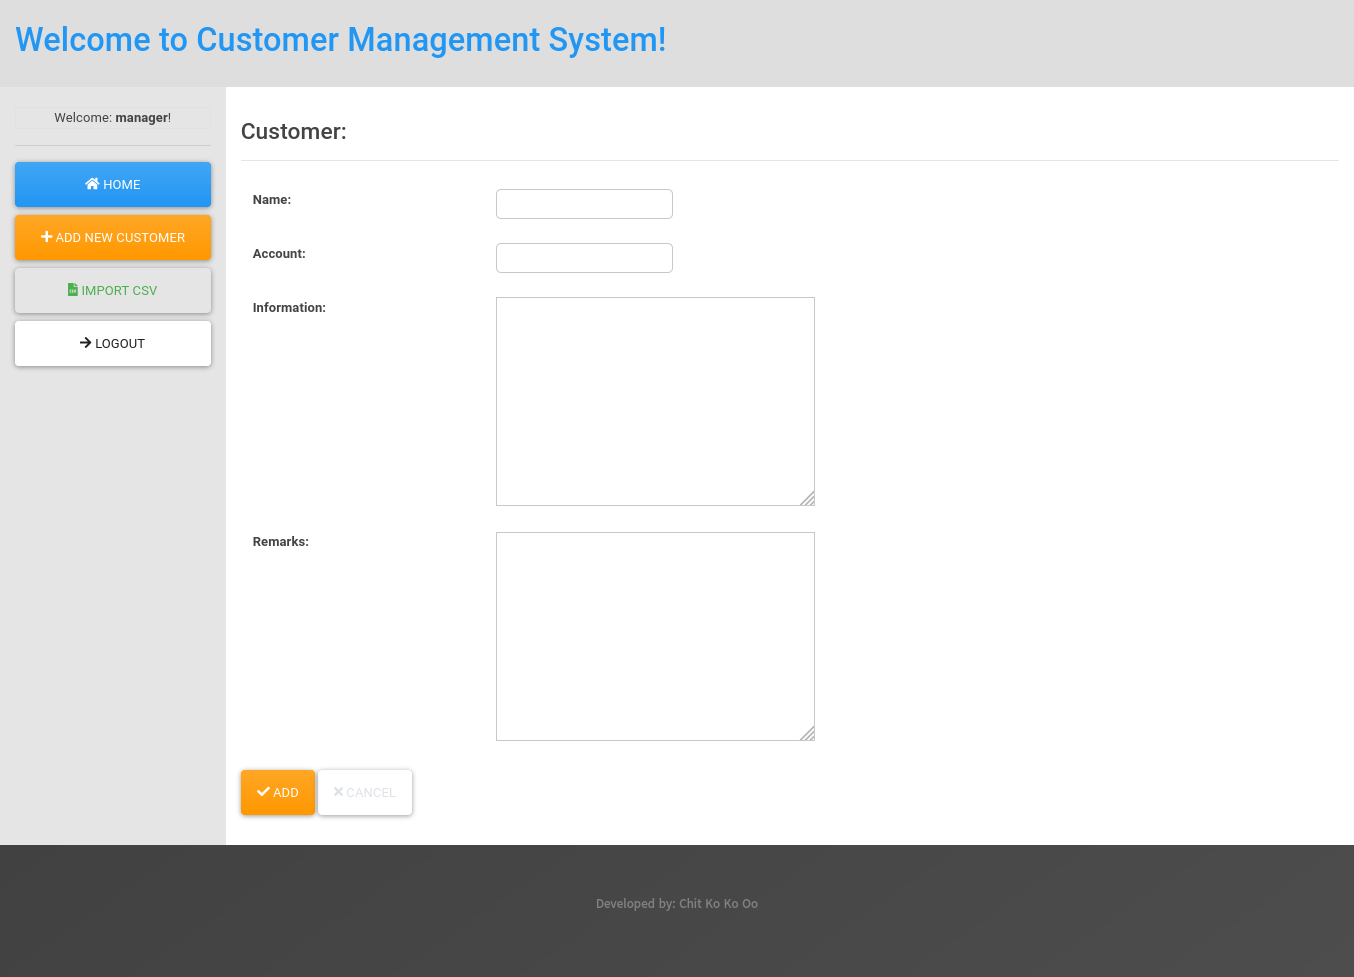 Welcome to Customer Management System!
Welcome: manager!
HOME
ADD NEW CUSTOMER
IMPORT CSV
LOGOUT
Customer:
Name:
Account:
Information:
Remarks:
ADD
CANCEL
Developed by: Chit Ko Ko Oo